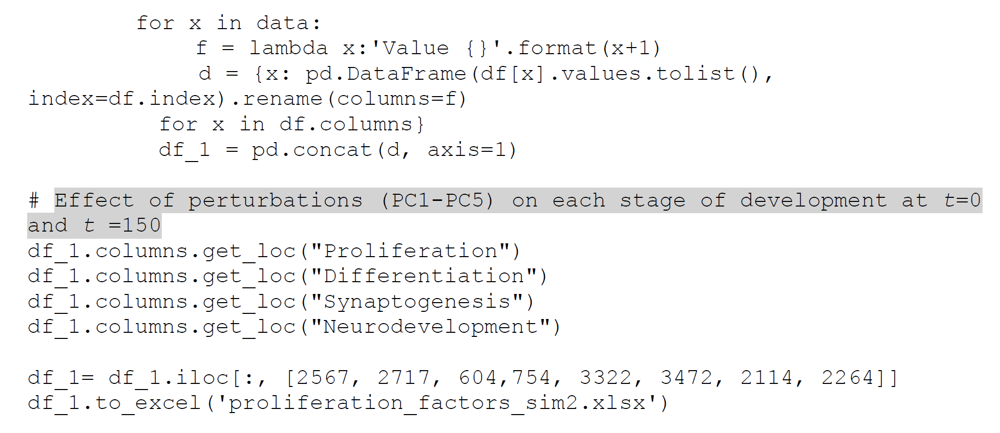 for x in data:
f = lambda x:'Value {}'.format(x+1)
d = {x: pd.DataFrame(df[x].values.tolist(),
index=df.index).rename(columns=f)
for x in df.columns}
df_1 = pd.concat(d, axis=1)
# Effect of perturbations (PC1-PC5) on each stage of development at t=0
and t =150
df_1.columns.get_loc("Proliferation")
df_1.columns.get_loc("Differentiation")
df_1.columns.get_loc("Synaptogenesis")
df_1.columns.get_loc("Neurodevelopment")
df_1= df_1.iloc[:, [2567, 2717, 604,754, 3322, 3472, 2114, 2264]]
df_1.to_excel('proliferation_factors_sim2.xlsx')